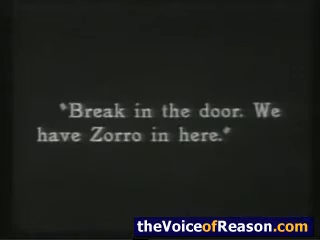 "Break in the door. We
have Zorro in here."
theVoiceofReason.com